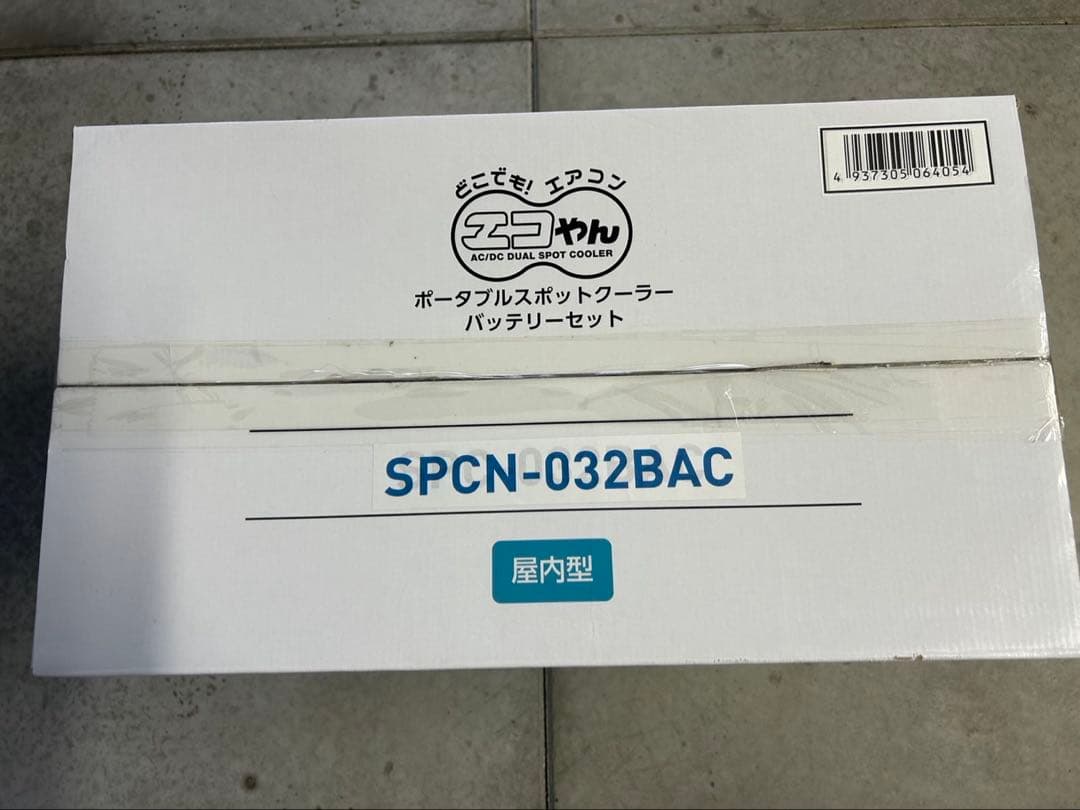 どこでも! エアコン
エコやん
AC/DC DUAL SPOT COOLER
ポータブルスポットクーラー
バッテリーセット
4 937305 064054
SPCN-032BAC
屋内型